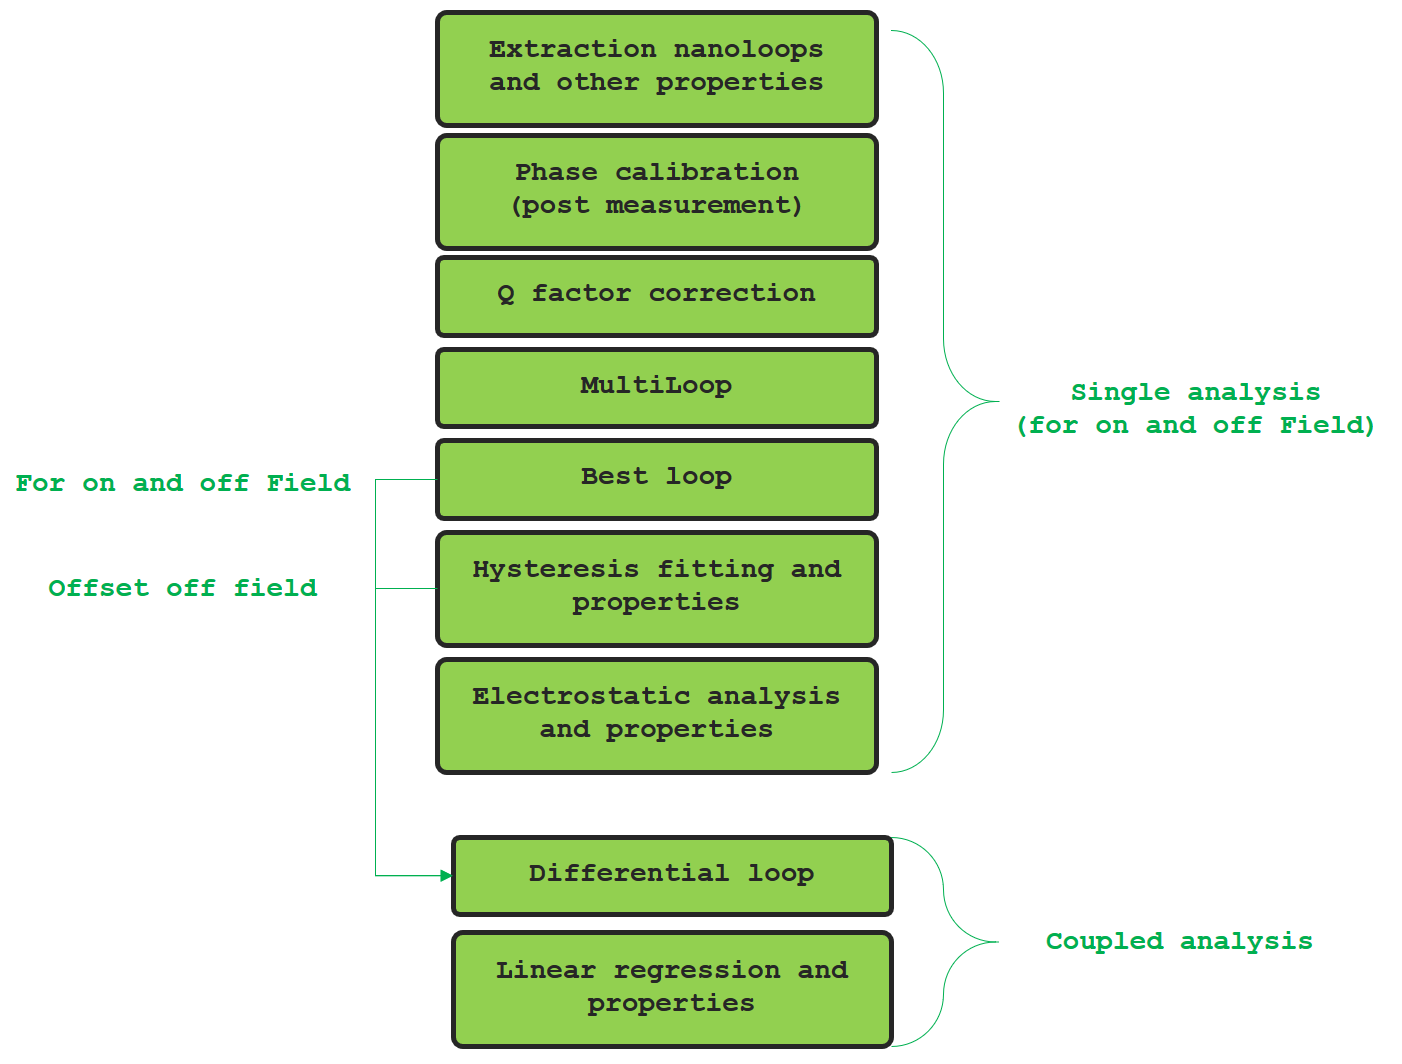 Extraction nanoloops
and other properties
Phase calibration
(post measurement)
Q factor correction
MultiLoop
Single analysis
(for on and off Field)
Best loop
For on and off Field
Hysteresis fitting and
properties
Offset off field
Electrostatic analysis
and properties
Differential loop
Coupled analysis
Linear regression and
properties